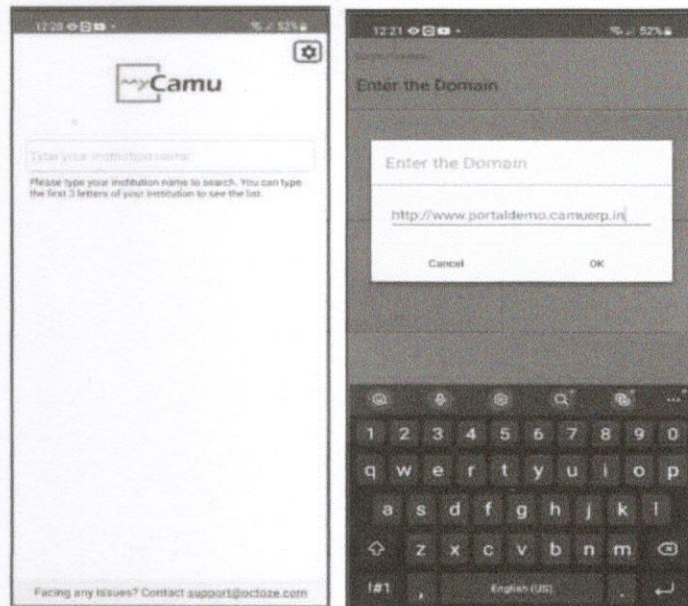 12:20
52%
myCamu
Type your institution name
Please type your institution name to search. You can type
the first 3 letters of your institution to see the list.
Facing any issues? Contact support@octoze.com
12:21
52%
Enter the Domain
Enter the Domain
http://www.portaldemo.camuerp.in
Cancel
OK
1 2 3 4 5 6 7 8 9 0
q w e r t y u i o p
a s d f g h j k l
z x c v b n m
!#1 , English (US) .